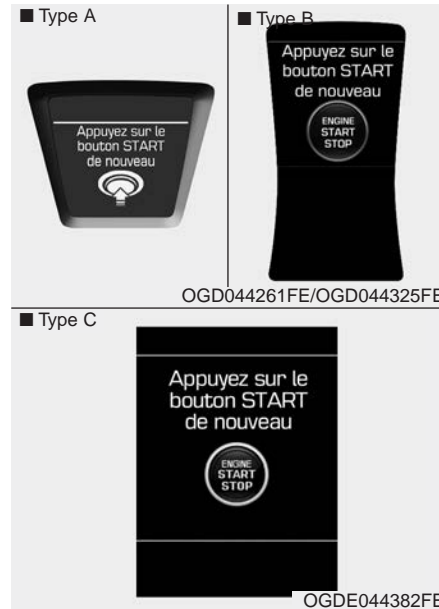 ■ Type A
Appuyez sur le
bouton START
de nouveau
■ Type B
Appuyez sur le
bouton START
de nouveau
ENGINE
START
STOP
OGD044261FE/OGD044325FE
■ Type C
Appuyez sur le
bouton START
de nouveau
ENGINE
START
STOP
OGDE044382FE